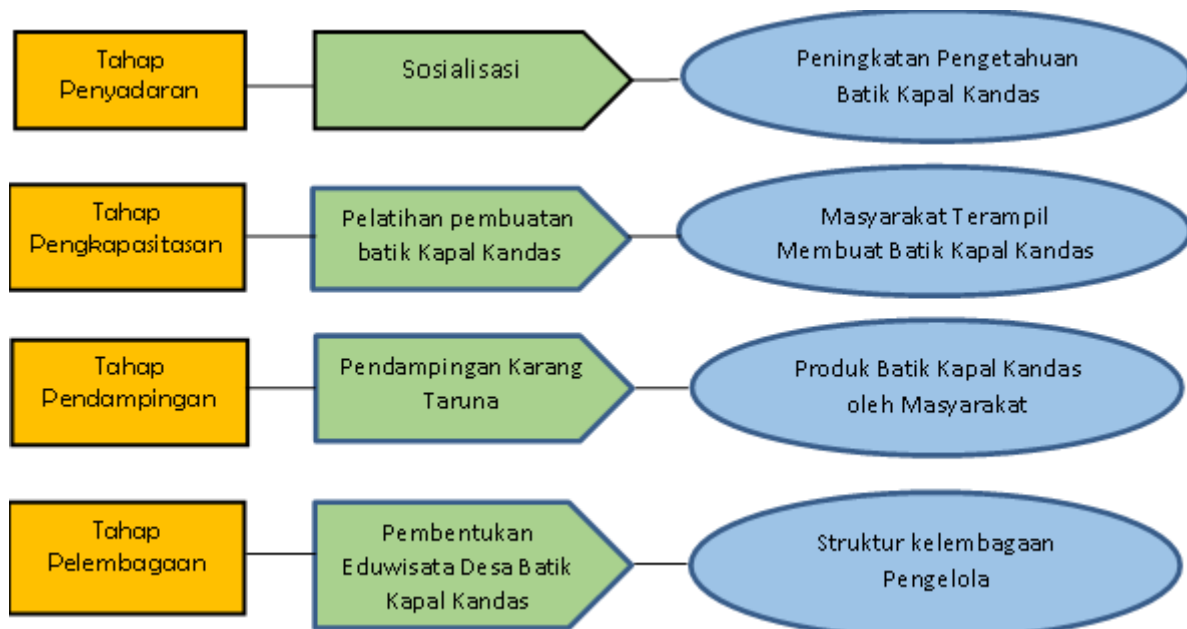 Tahap
Penyadaran
Sosialisasi
Peningkatan Pengetahuan
Batik Kapal Kandas
Tahap
Pengkapasitasan
Pelatihan pembuatan
batik Kapal Kandas
Masyarakat Terampil
Membuat Batik Kapal Kandas
Tahap
Pendampingan
Pendampingan Karang
Taruna
Produk Batik Kapal Kandas
oleh Masyarakat
Tahap
Pelembagaan
Pembentukan
Eduwisata Desa Batik
Kapal Kandas
Struktur kelembagaan
Pengelola